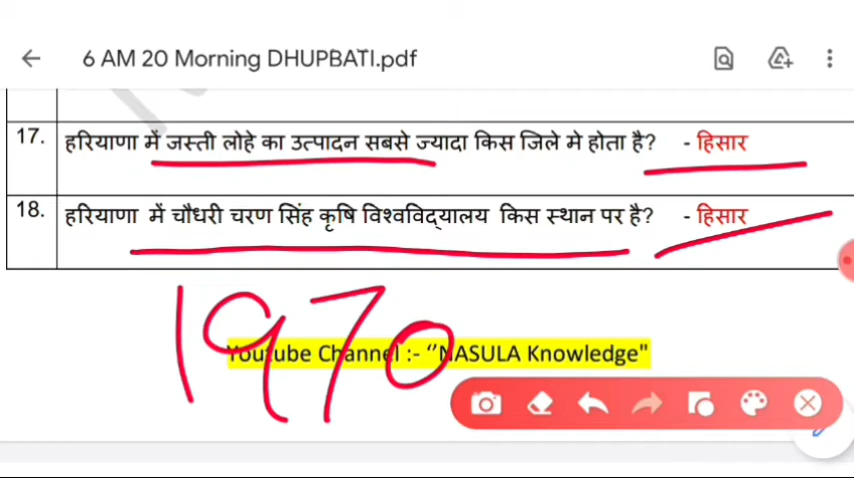 6 AM 20 Morning DHUPBATI.pdf
17. हरियाणा में जस्ती लोहे का उत्पादन सबसे ज्यादा किस जिले मे होता है? - हिसार
18. हरियाणा में चौधरी चरण सिंह कृषि विश्वविद्यालय किस स्थान पर है? - हिसार
1970
Youtube Channel :- “NASULA Knowledge"